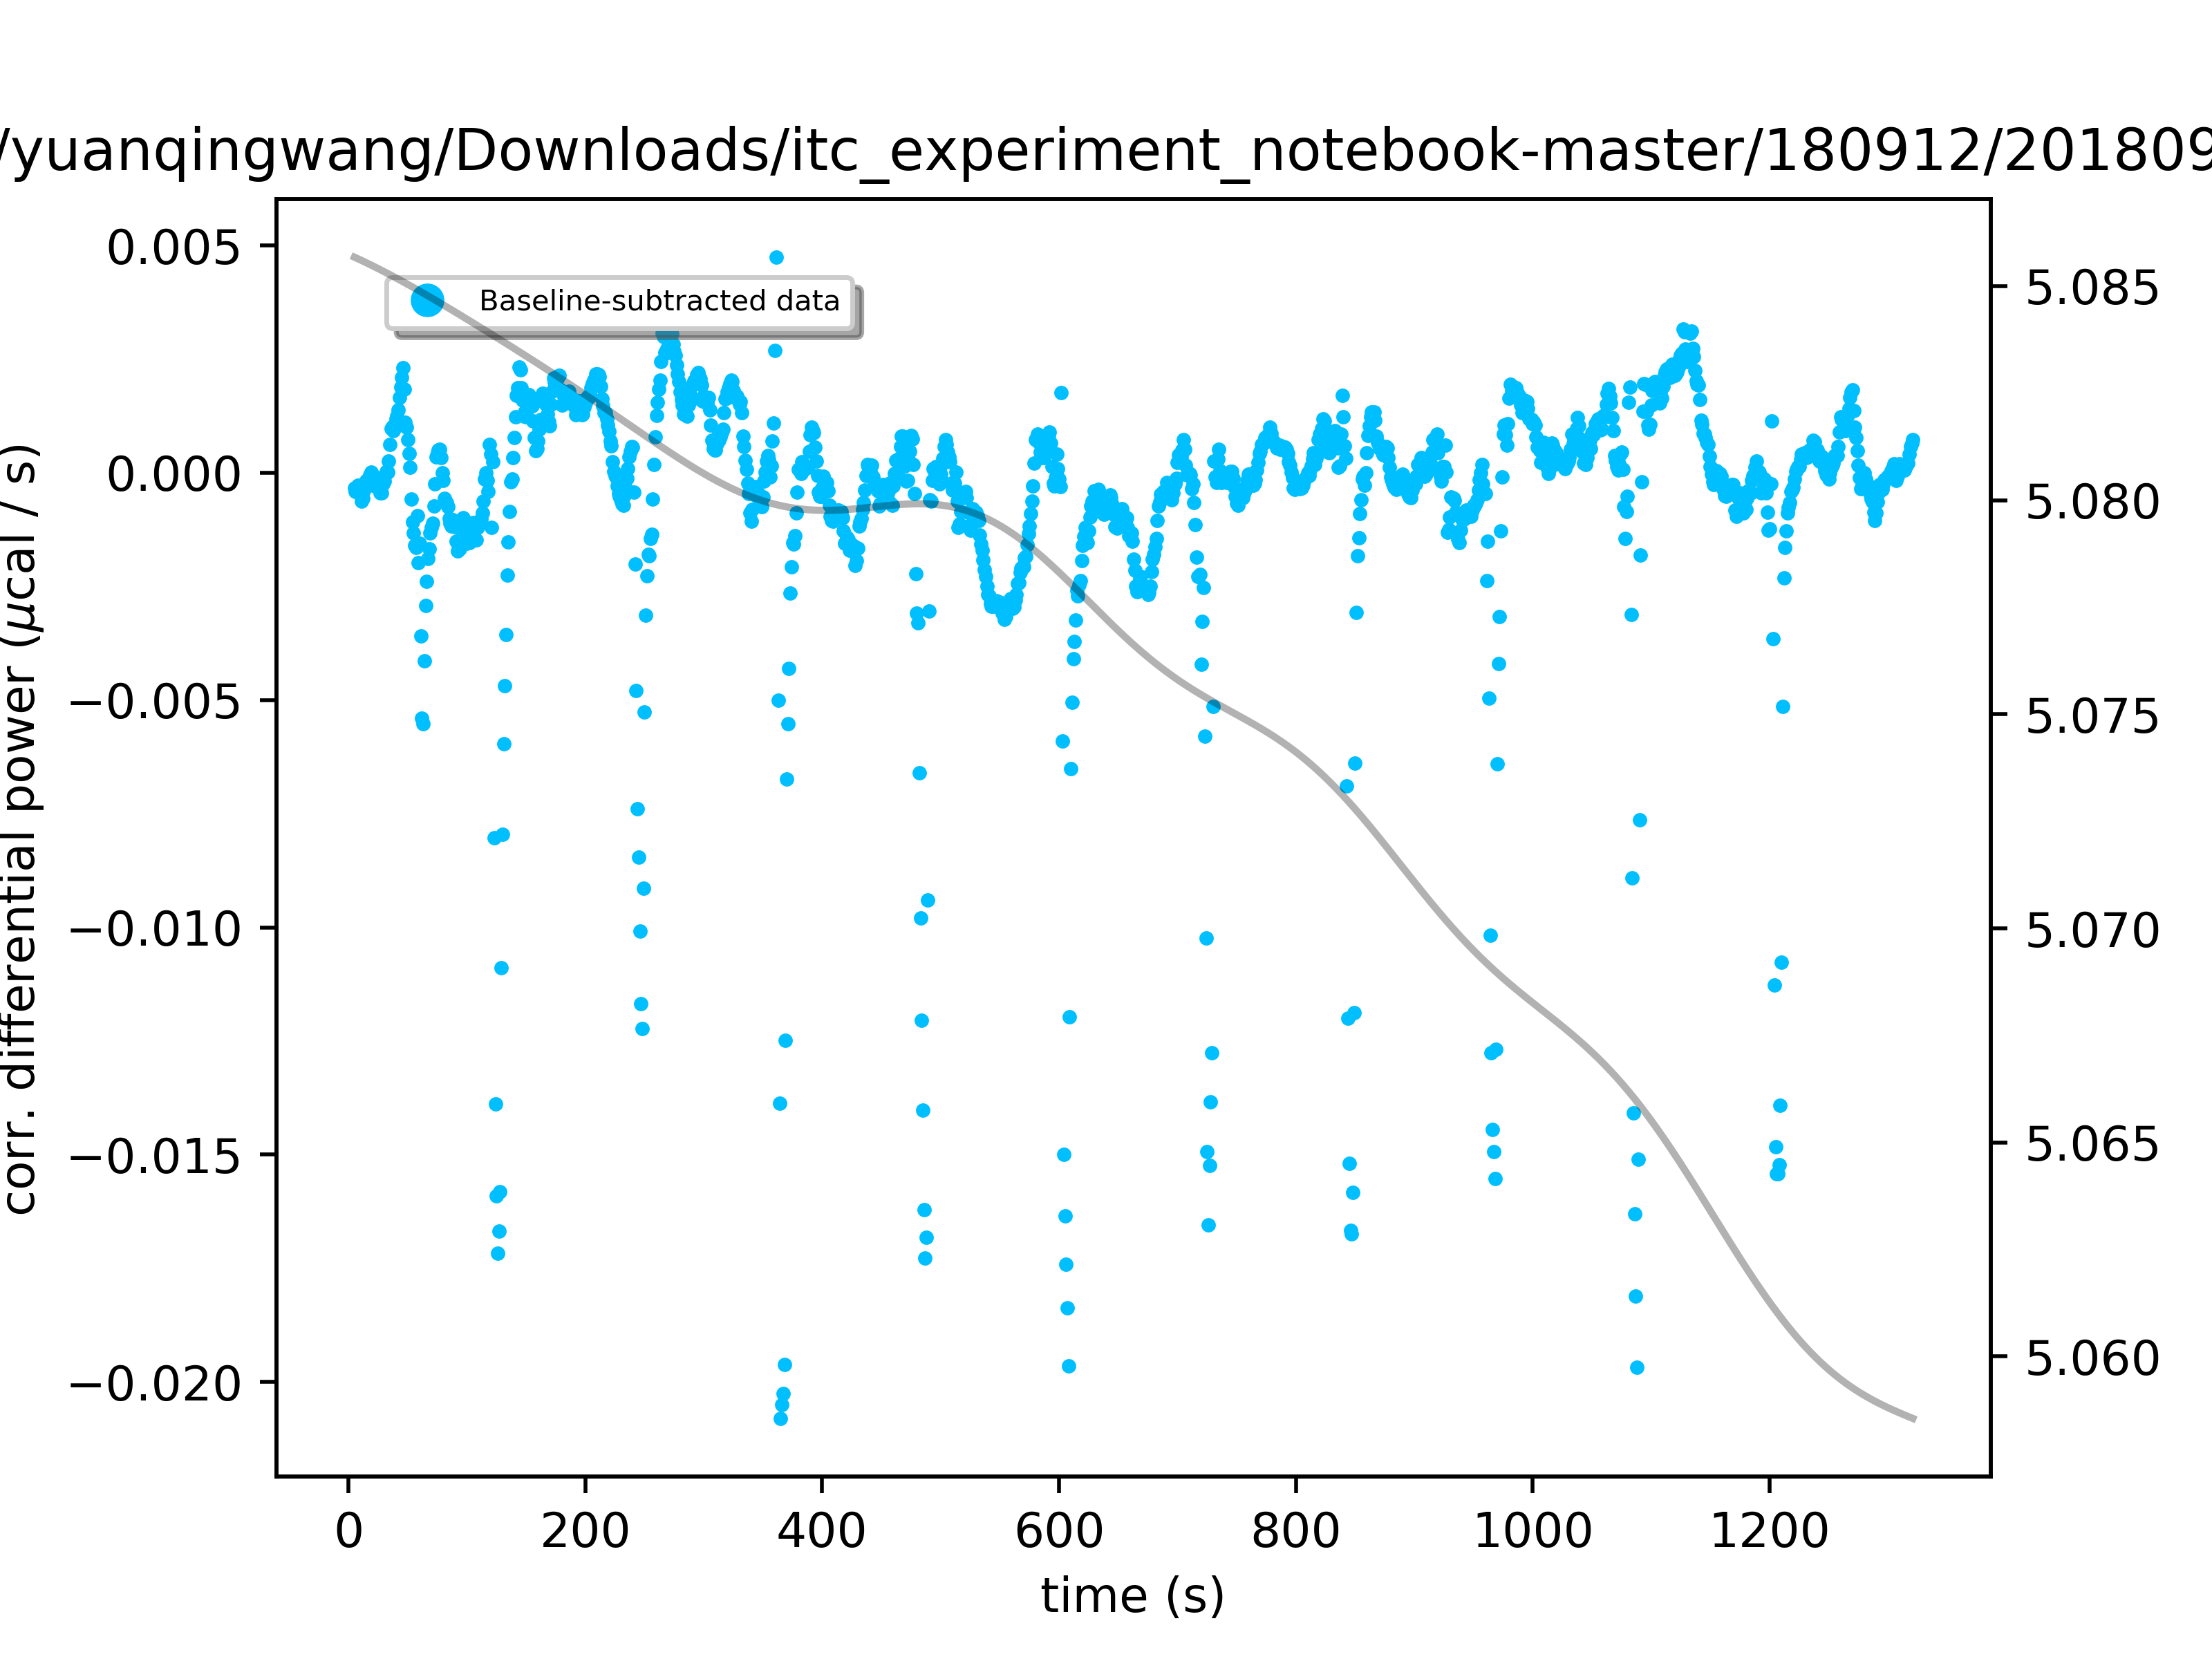 /yuanqingwang/Downloads/itc_experiment_notebook-master/180912/201809
Baseline-subtracted data
corr. differential power (μcal / s)
0.005
0.000
−0.005
−0.010
−0.015
−0.020
5.085
5.080
5.075
5.070
5.065
5.060
0 200 400 600 800 1000 1200
time (s)